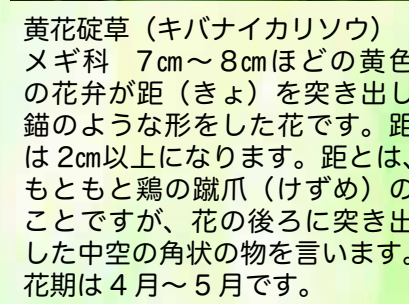 黄花碇草（キバナイカリソウ）
メギ科　7㎝～8㎝ほどの黄色
の花弁が距（きょ）を突き出し
錨のような形をした花です。距
は2㎝以上になります。距とは、
もともと鶏の蹴爪（けずめ）の
ことですが、花の後ろに突き出
した中空の角状の物を言います。
花期は4月～5月です。